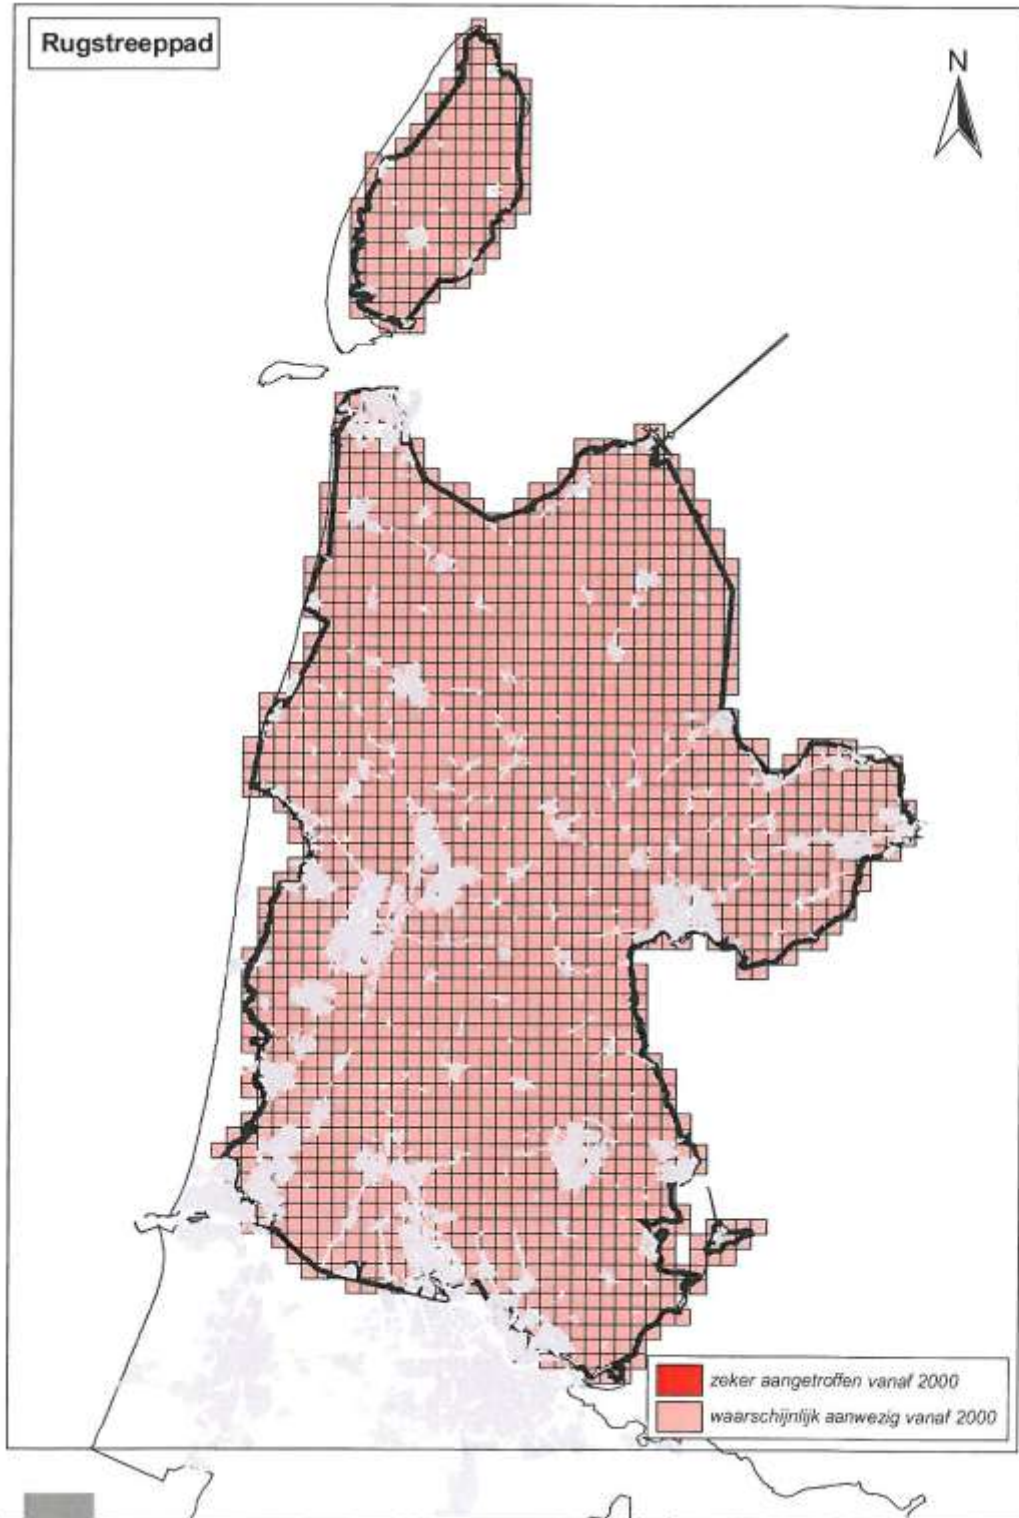 Rugstreeppad
N
zeker aangetroffen vanaf 2000
waarschijnlijk aanwezig vanaf 2000